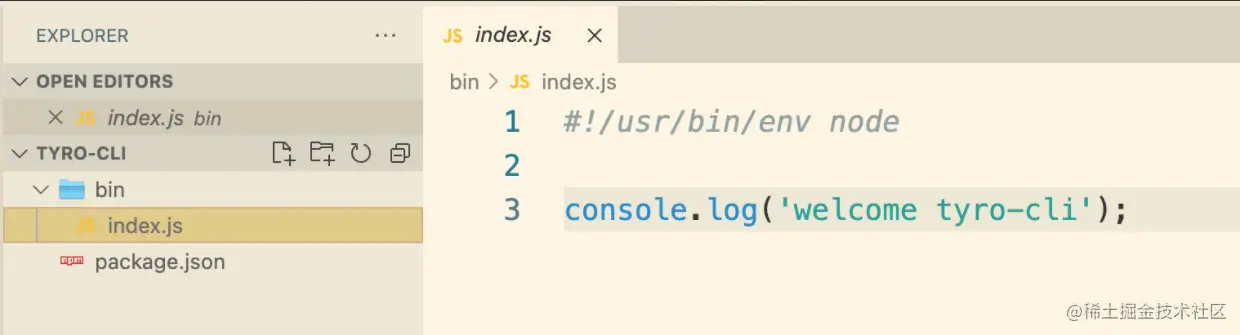 EXPLORER
···
OPEN EDITORS
JS index.js bin
TYRO-CLI
bin
JS index.js
npm package.json
JS index.js
bin > JS index.js
1 #!/usr/bin/env node
2
3 console.log('welcome tyro-cli');
@稀土掘金技术社区